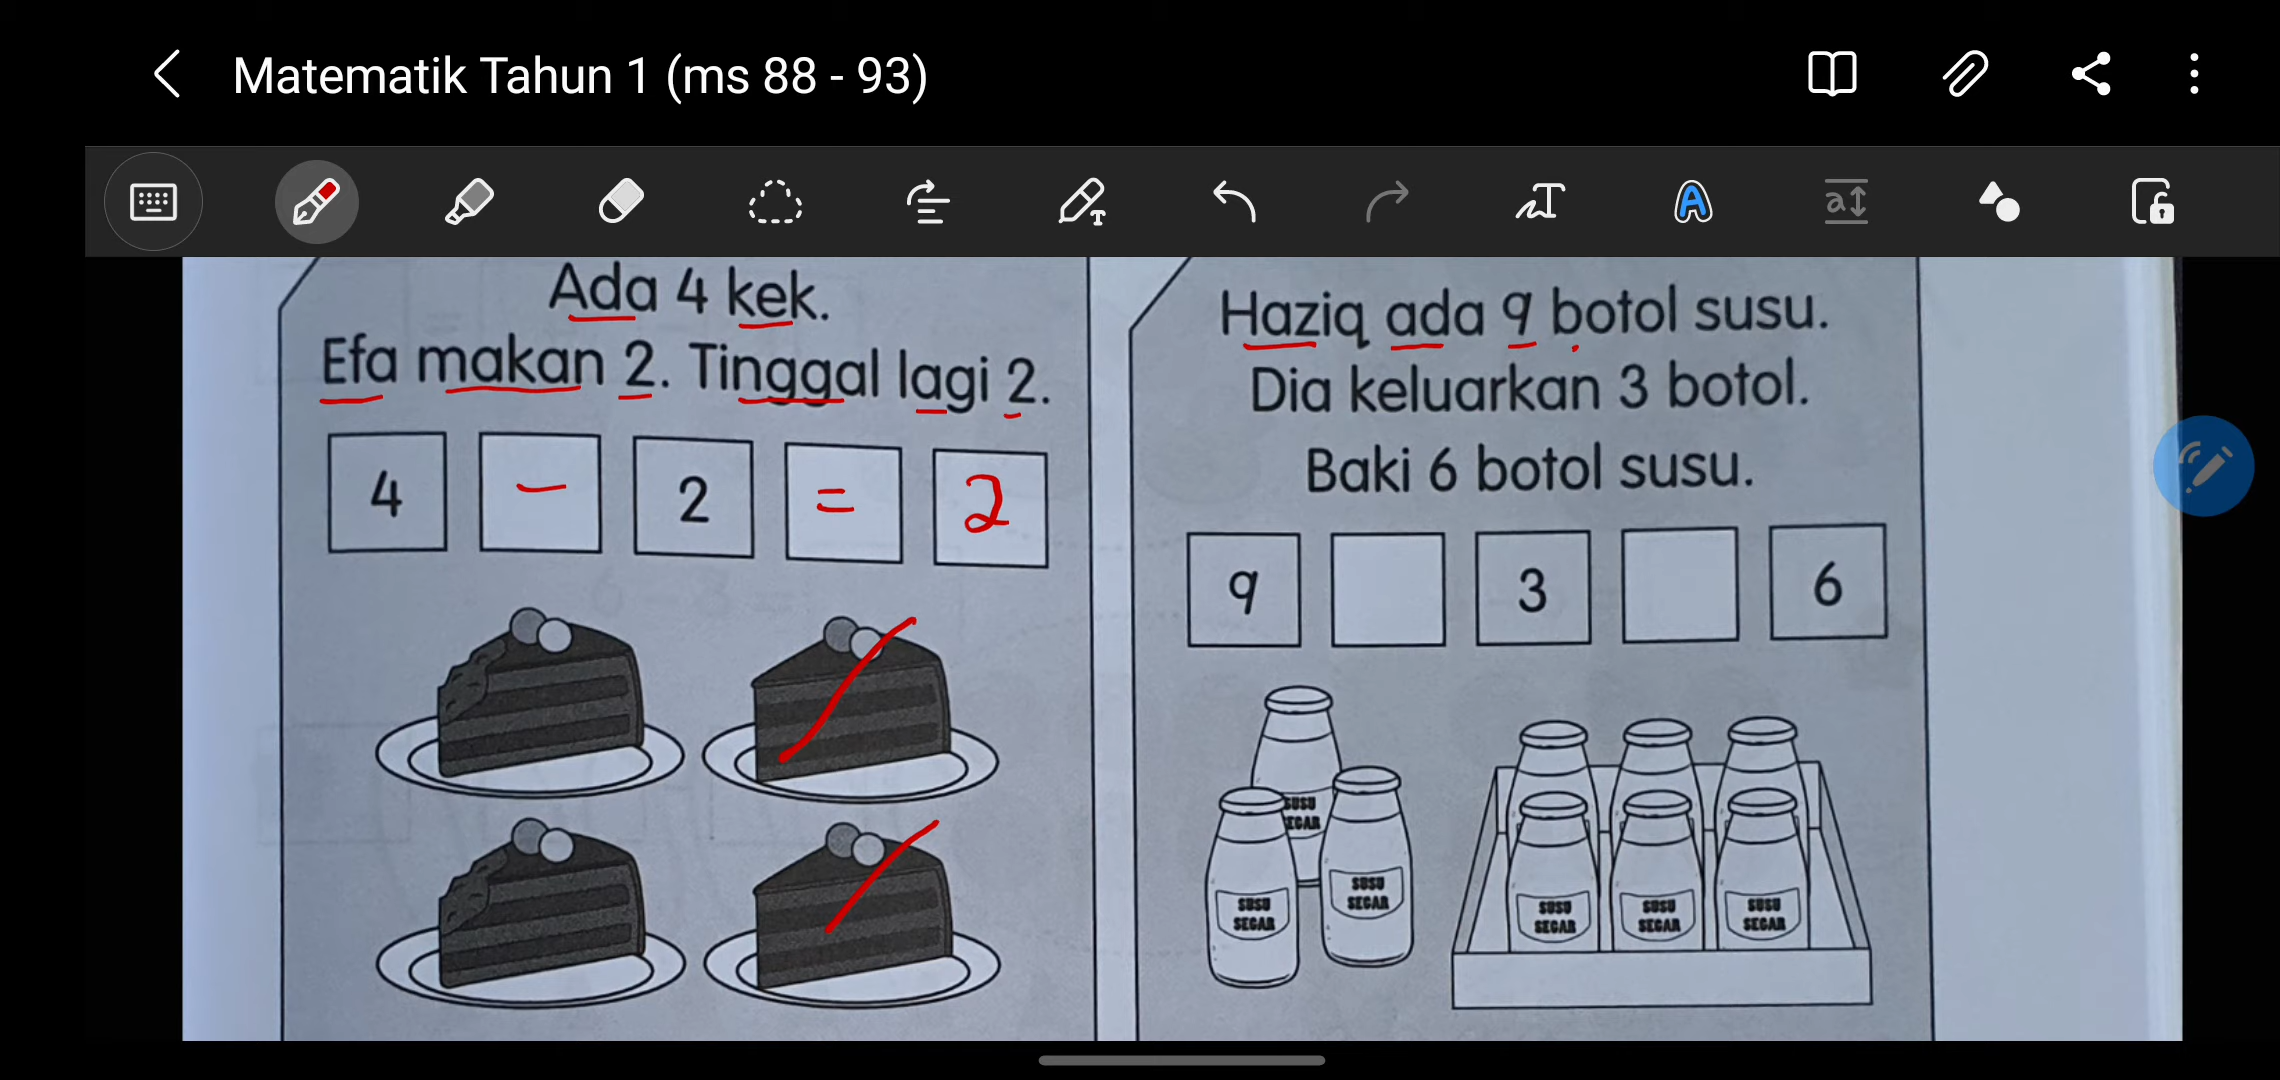 Matematik Tahun 1 (ms 88 - 93)
Ada 4 kek.
Efa makan 2. Tinggal lagi 2.
4 - 2 = 2
Haziq ada 9 botol susu.
Dia keluarkan 3 botol.
Baki 6 botol susu.
9 3 6
SUSU
SEGAR
SUSU
SEGAR
SUSU
SEGAR
SUSU
SEGAR
SUSU
SEGAR
SUSU
SEGAR